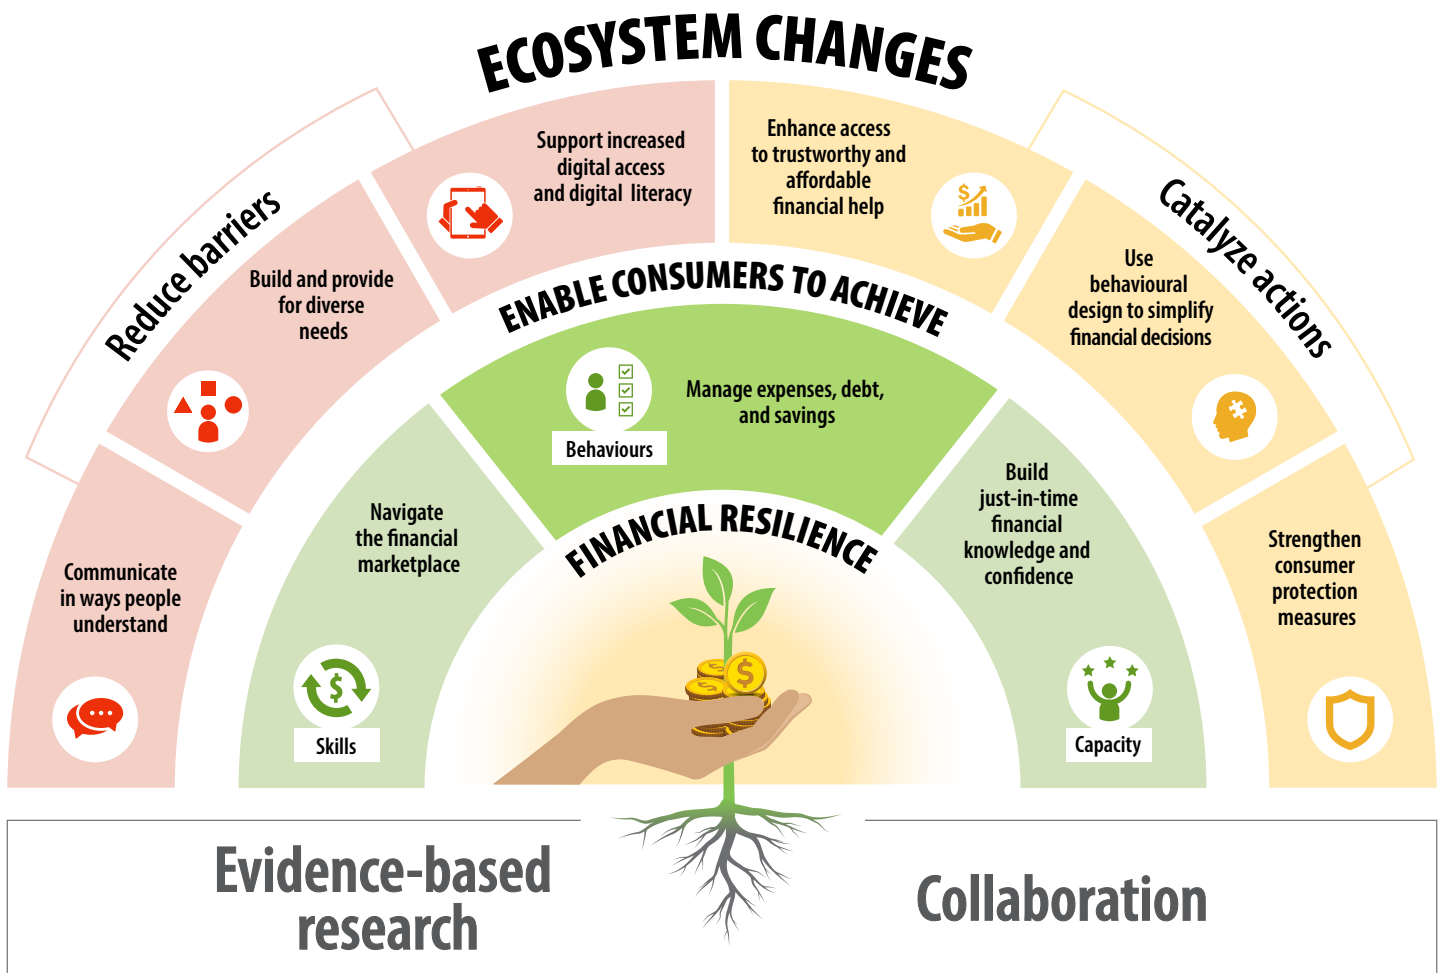 ECOSYSTEM CHANGES
Reduce barriers
Communicate
in ways people
understand
Build and provide
for diverse
needs
Support increased
digital access
and digital literacy
Catalyze actions
Enhance access
to trustworthy and
affordable
financial help
Use
behavioural
design to simplify
financial decisions
Strengthen
consumer
protection
measures
ENABLE CONSUMERS TO ACHIEVE
Navigate
the financial
marketplace
Skills
Manage expenses, debt,
and savings
Behaviours
Build
just-in-time
financial
knowledge and
confidence
Capacity
FINANCIAL RESILIENCE
$
$
$
$
Evidence-based
research
Collaboration